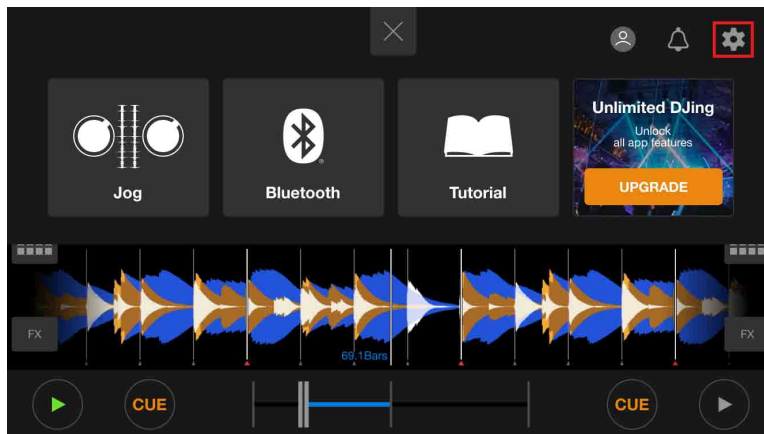 Unlimited DJing
Unlock
all app features
UPGRADE
Jog
Bluetooth
Tutorial
FX
FX
69.1Bars
CUE
CUE